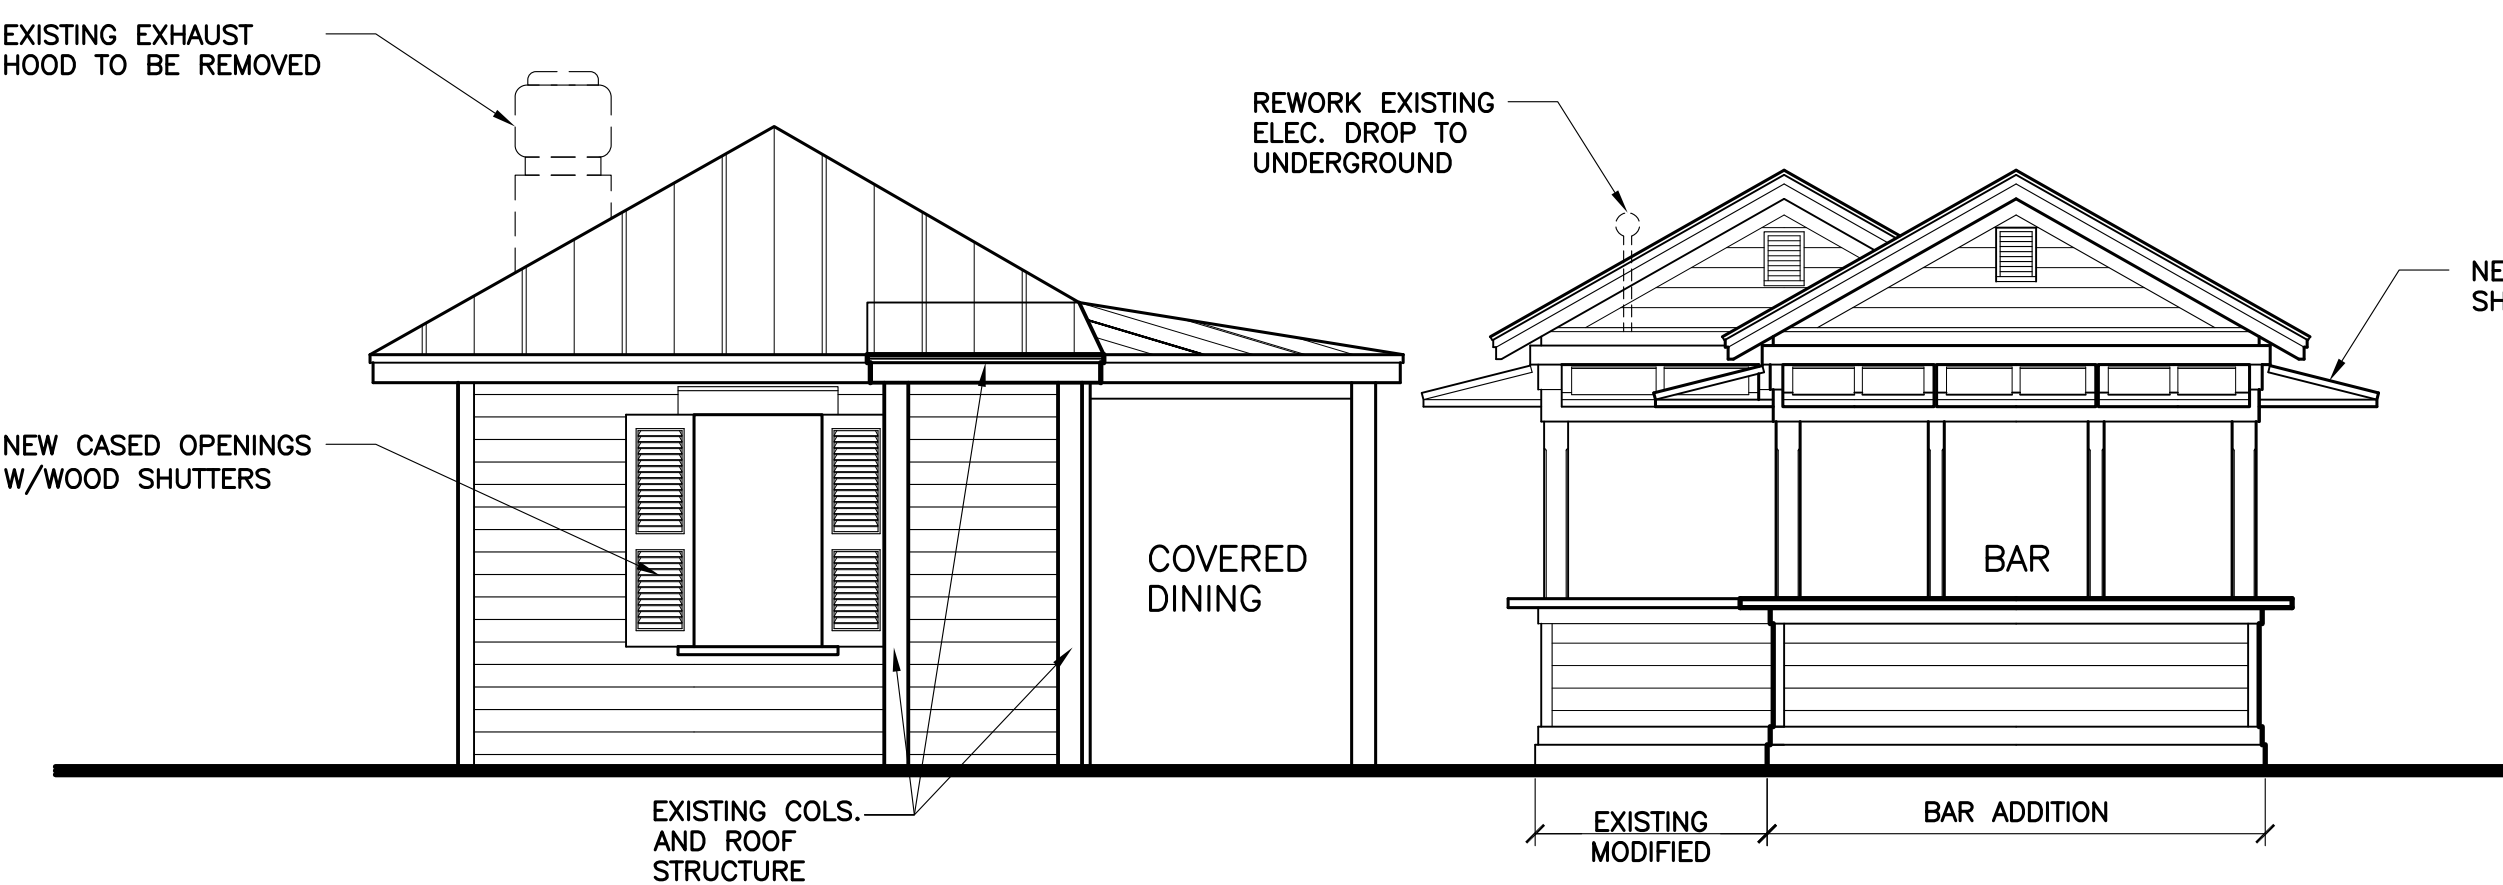 EXISTING EXHAUST
HOOD TO BE REMOVED
REWORK EXISTING
ELEC. DROP TO
UNDERGROUND
NEW CASED OPENINGS
W/WOOD SHUTTERS
COVERED
DINING
BAR
EXISTING COLS.
AND ROOF
STRUCTURE
EXISTING
MODIFIED
BAR ADDITION